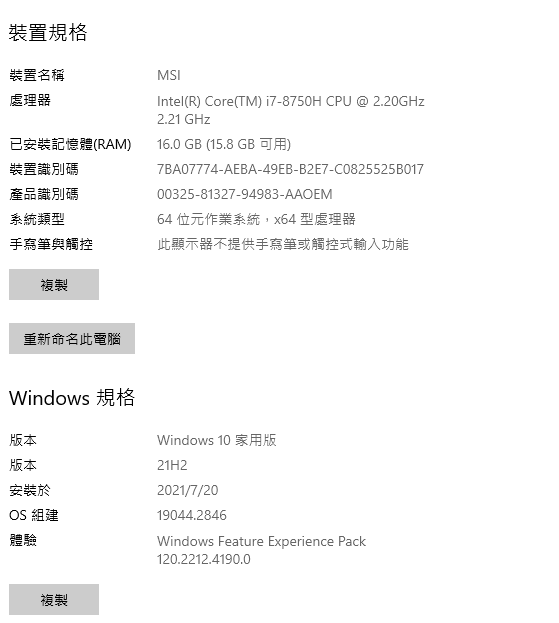 裝置規格
裝置名稱 MSI
處理器 Intel(R) Core(TM) i7-8750H CPU @ 2.20GHz
2.21 GHz
已安裝記憶體(RAM) 16.0 GB (15.8 GB 可用)
裝置識別碼 7BA07774-AEBA-49EB-B2E7-C0825525B017
產品識別碼 00325-81327-94983-AAOEM
系統類型 64 位元作業系統，x64 型處理器
手寫筆與觸控 此顯示器不提供手寫筆或觸控式輸入功能
複製
重新命名此電腦
Windows 規格
版本 Windows 10 家用版
版本 21H2
安裝於 2021/7/20
OS 組建 19044.2846
體驗 Windows Feature Experience Pack
120.2212.4190.0
複製